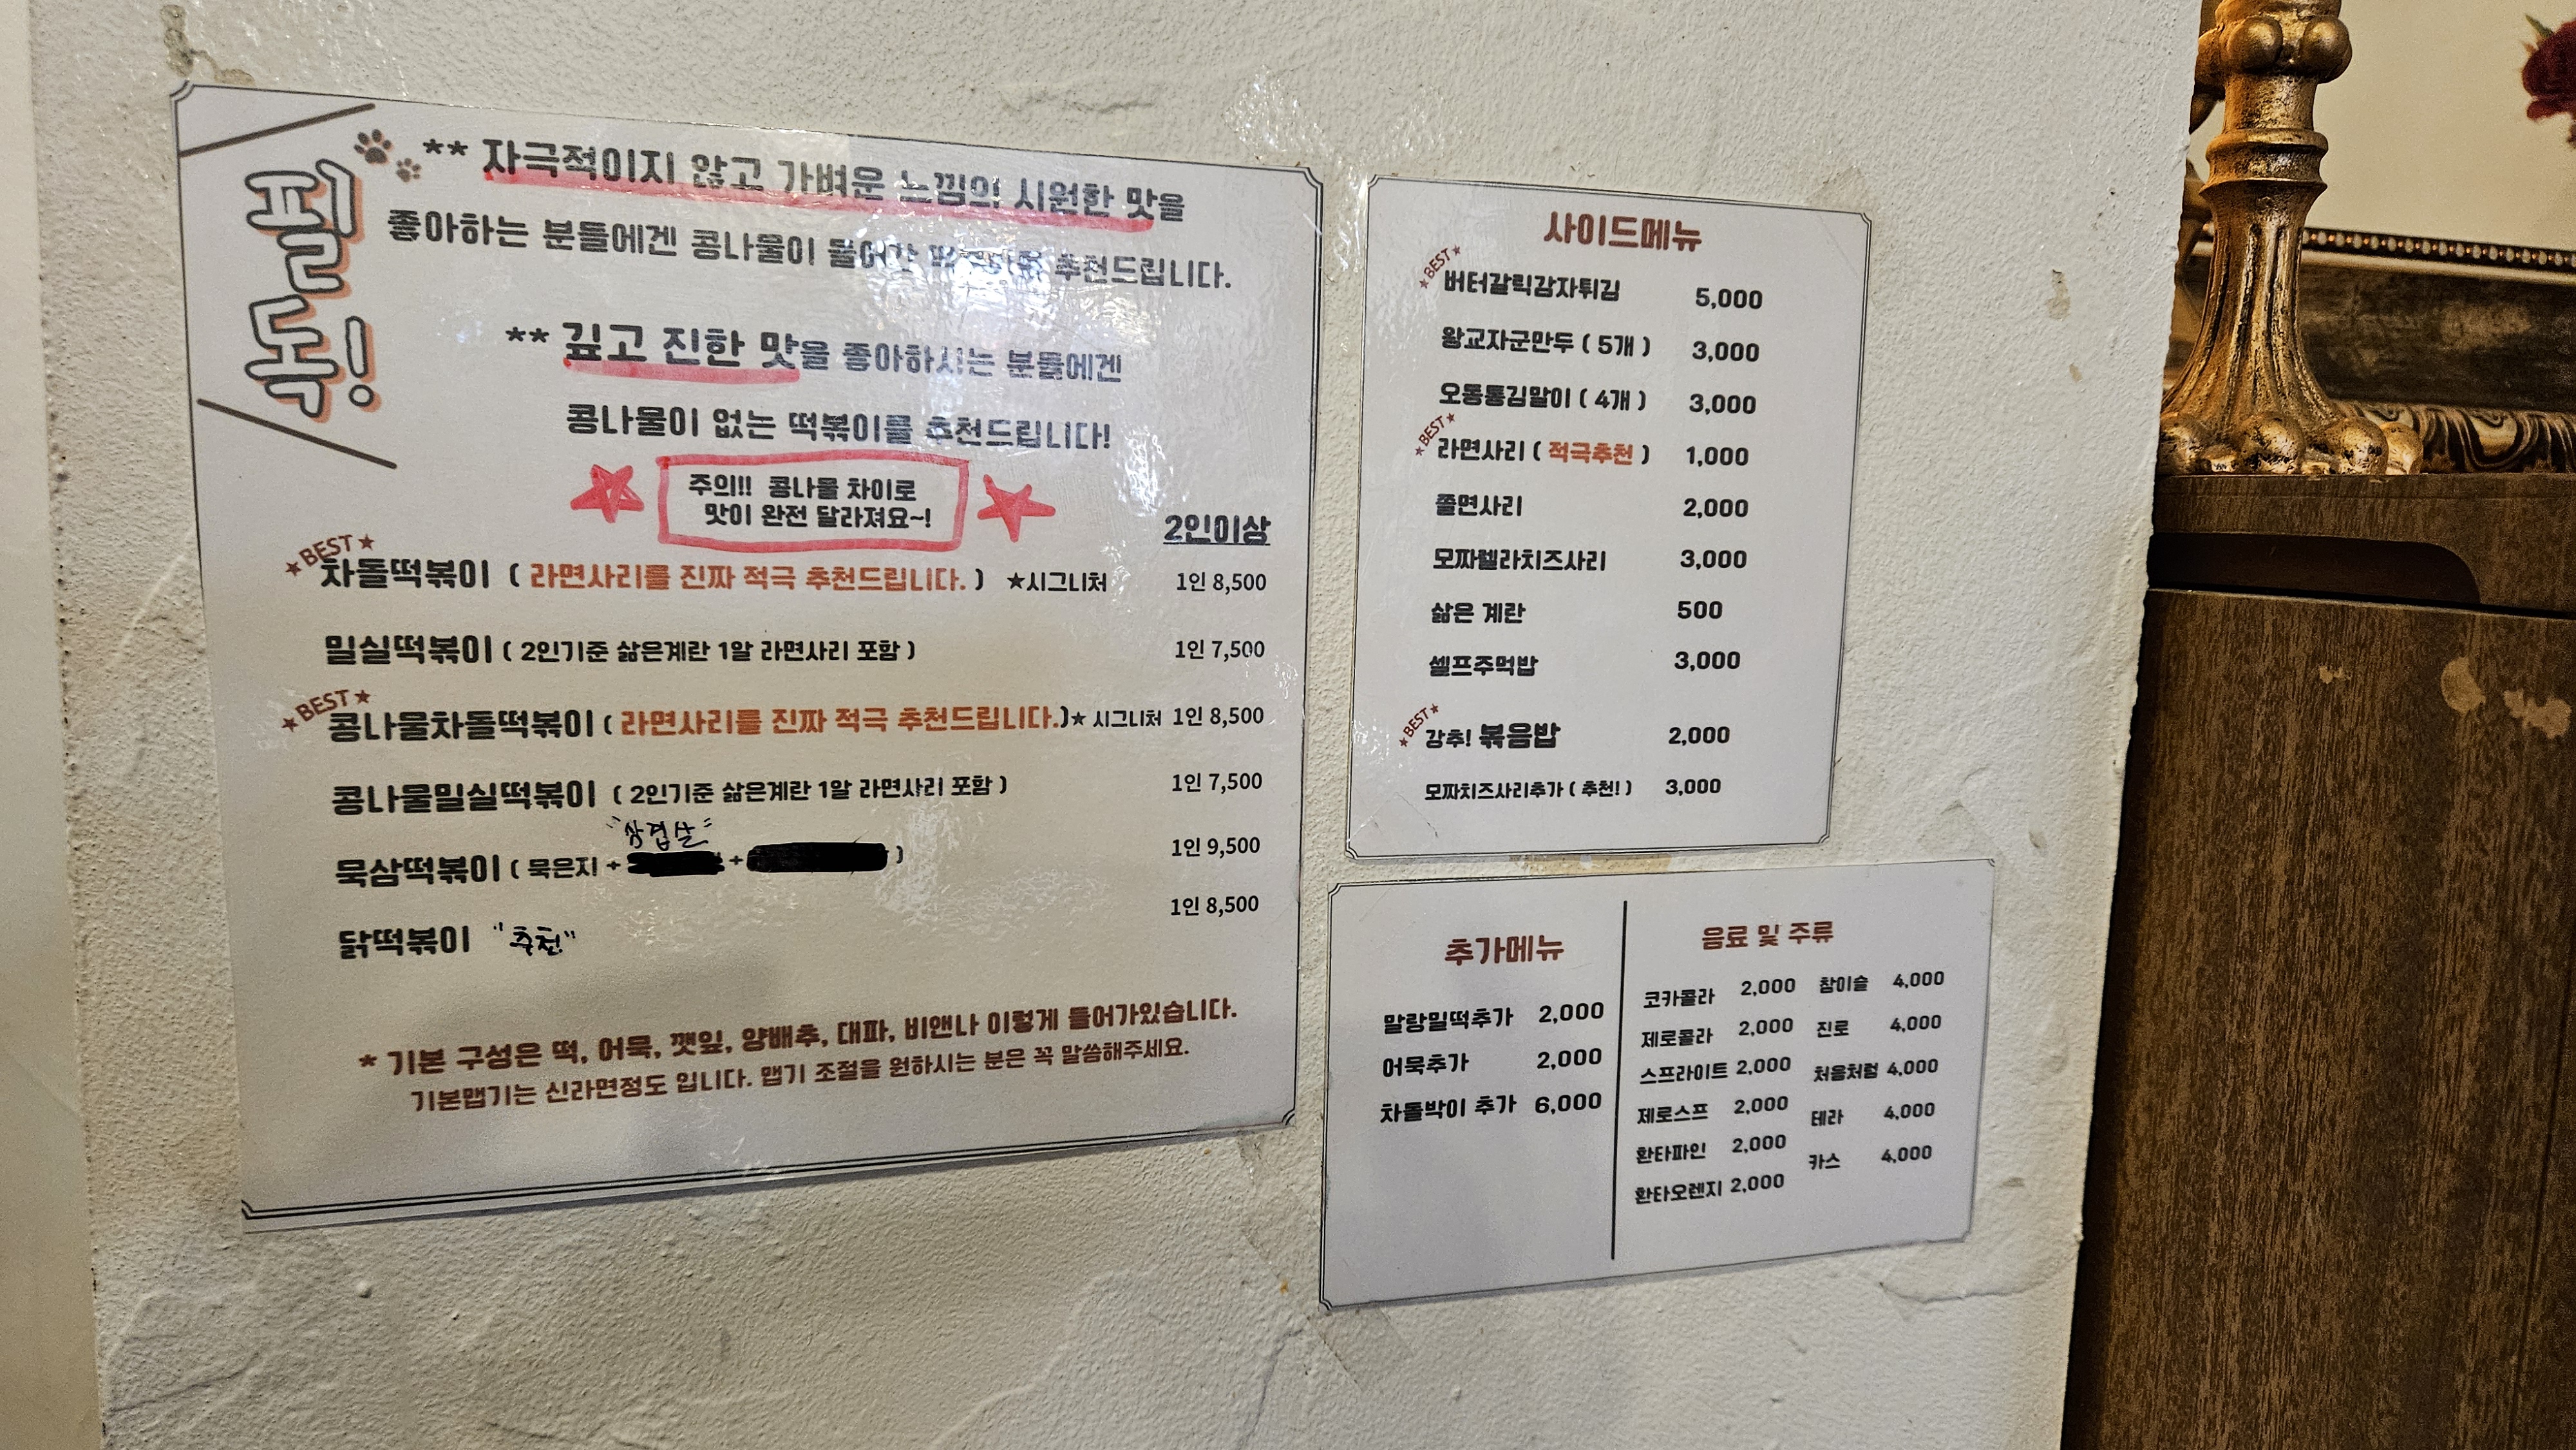 필독!
** 자극적이지 않고 가벼운 느낌의 시원한 맛을
좋아하는 분들에겐 콩나물이 들어간 떡볶이를 추천드립니다.
** 깊고 진한 맛을 좋아하시는 분들에겐
콩나물이 없는 떡볶이를 추천드립니다!
주의!! 콩나물 차이로
맛이 완전 달라져요~!
2인이상
★BEST★
차돌떡볶이 ( 라면사리를 진짜 적극 추천드립니다. ) ★시그니처 1인 8,500
밀실떡볶이 ( 2인기준 삶은계란 1알 라면사리 포함 ) 1인 7,500
★BEST★
콩나물차돌떡볶이 ( 라면사리를 진짜 적극 추천드립니다.)★ 시그니처 1인 8,500
콩나물밀실떡볶이 ( 2인기준 삶은계란 1알 라면사리 포함 ) 1인 7,500
"삼겹살"
묵삼떡볶이 ( 묵은지 + + ) 1인 9,500
닭떡볶이 "추천" 1인 8,500
* 기본 구성은 떡, 어묵, 깻잎, 양배추, 대파, 비앤나 이렇게 들어가있습니다.
기본맵기는 신라면정도 입니다. 맵기 조절을 원하시는 분은 꼭 말씀해주세요.
사이드메뉴
★BEST★
버터갈릭감자튀김 5,000
왕교자군만두 ( 5개 ) 3,000
오동통김말이 ( 4개 ) 3,000
★BEST★
라면사리 ( 적극추천 ) 1,000
쫄면사리 2,000
모짜렐라치즈사리 3,000
삶은 계란 500
셀프주먹밥 3,000
★BEST★
강추! 볶음밥 2,000
모짜치즈사리추가 ( 추천! ) 3,000
추가메뉴
말랑밀떡추가 2,000
어묵추가 2,000
차돌박이 추가 6,000
음료 및 주류
코카콜라 2,000 참이슬 4,000
제로콜라 2,000 진로 4,000
스프라이트 2,000 처음처럼 4,000
제로스프 2,000 테라 4,000
환타파인 2,000 카스 4,000
환타오렌지 2,000